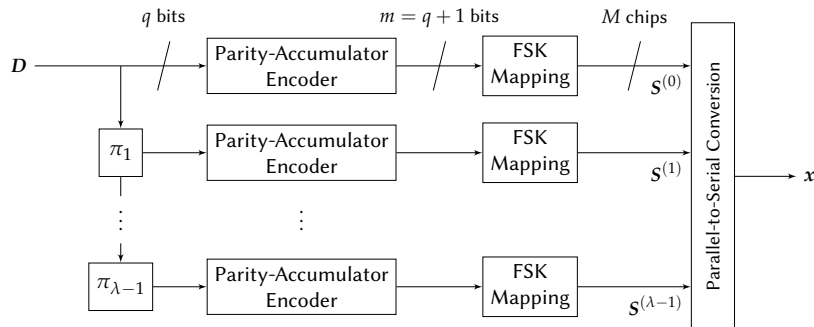 q bits
m = q + 1 bits
M chips
D
Parity-Accumulator
Encoder
FSK
Mapping
S^(0)
π_1
Parity-Accumulator
Encoder
FSK
Mapping
S^(1)
⋮
⋮
π_{λ−1}
Parity-Accumulator
Encoder
FSK
Mapping
S^(λ−1)
Parallel-to-Serial Conversion
x